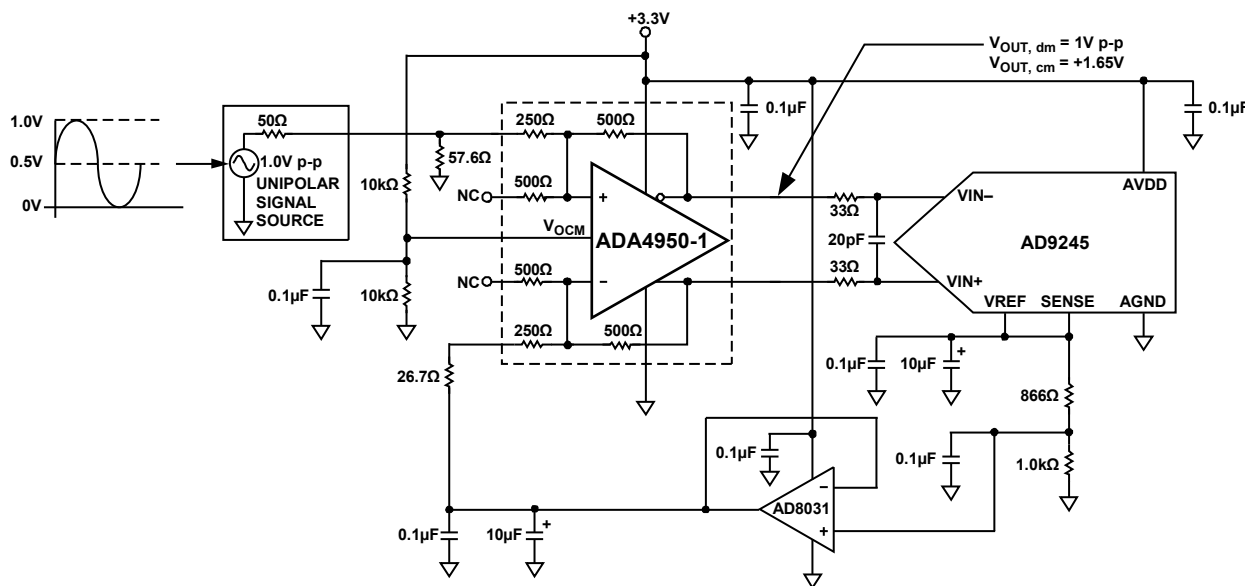 +3.3V
V_OUT, dm = 1V p-p
V_OUT, cm = +1.65V
1.0V
0.5V
0V
50Ω
1.0V p-p
UNIPOLAR
SIGNAL
SOURCE
57.6Ω
10kΩ
250Ω
500Ω
NC
500Ω
+
V_OCM
ADA4950-1
0.1µF
10kΩ
NC
500Ω
−
250Ω
500Ω
0.1µF
0.1µF
33Ω
20pF
33Ω
VIN−
AVDD
AD9245
VIN+
VREF
SENSE
AGND
26.7Ω
0.1µF
10µF
+
866Ω
0.1µF
0.1µF
1.0kΩ
−
AD8031
+
0.1µF
10µF
+